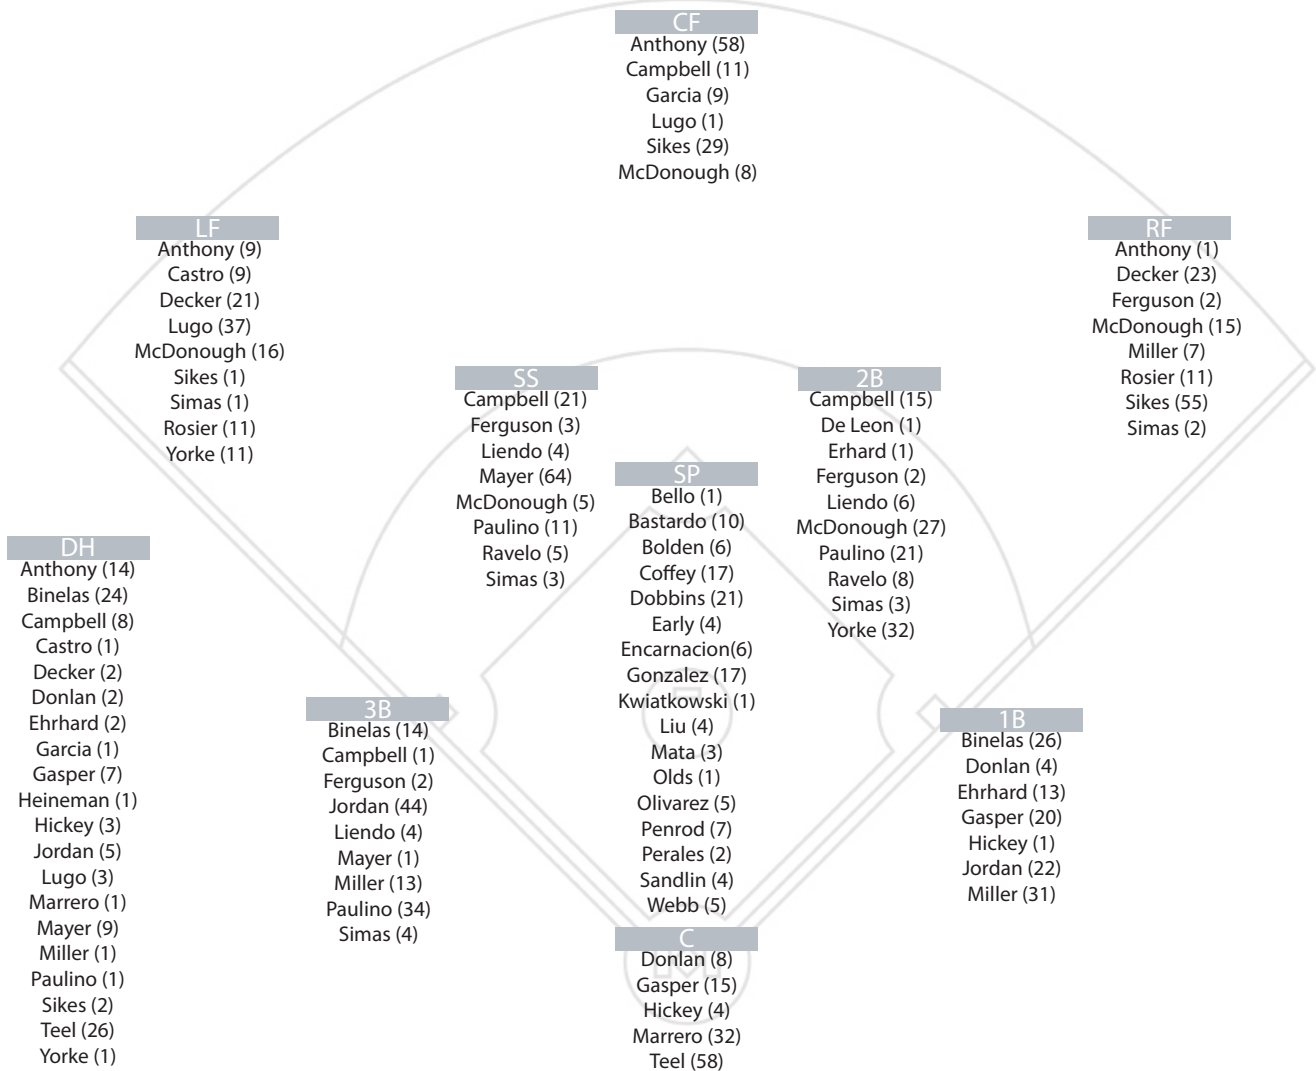 CF
Anthony (58)
Campbell (11)
Garcia (9)
Lugo (1)
Sikes (29)
McDonough (8)
LF
Anthony (9)
Castro (9)
Decker (21)
Lugo (37)
McDonough (16)
Sikes (1)
Simas (1)
Rosier (11)
Yorke (11)
RF
Anthony (1)
Decker (23)
Ferguson (2)
McDonough (15)
Miller (7)
Rosier (11)
Sikes (55)
Simas (2)
SS
Campbell (21)
Ferguson (3)
Liendo (4)
Mayer (64)
McDonough (5)
Paulino (11)
Ravelo (5)
Simas (3)
2B
Campbell (15)
De Leon (1)
Erhard (1)
Ferguson (2)
Liendo (6)
McDonough (27)
Paulino (21)
Ravelo (8)
Simas (3)
Yorke (32)
SP
Bello (1)
Bastardo (10)
Bolden (6)
Coffey (17)
Dobbins (21)
Early (4)
Encarnacion(6)
Gonzalez (17)
Kwiatkowski (1)
Liu (4)
Mata (3)
Olds (1)
Olivarez (5)
Penrod (7)
Perales (2)
Sandlin (4)
Webb (5)
DH
Anthony (14)
Binelas (24)
Campbell (8)
Castro (1)
Decker (2)
Donlan (2)
Ehrhard (2)
Garcia (1)
Gasper (7)
Heineman (1)
Hickey (3)
Jordan (5)
Lugo (3)
Marrero (1)
Mayer (9)
Miller (1)
Paulino (1)
Sikes (2)
Teel (26)
Yorke (1)
3B
Binelas (14)
Campbell (1)
Ferguson (2)
Jordan (44)
Liendo (4)
Mayer (1)
Miller (13)
Paulino (34)
Simas (4)
1B
Binelas (26)
Donlan (4)
Ehrhard (13)
Gasper (20)
Hickey (1)
Jordan (22)
Miller (31)
C
Donlan (8)
Gasper (15)
Hickey (4)
Marrero (32)
Teel (58)